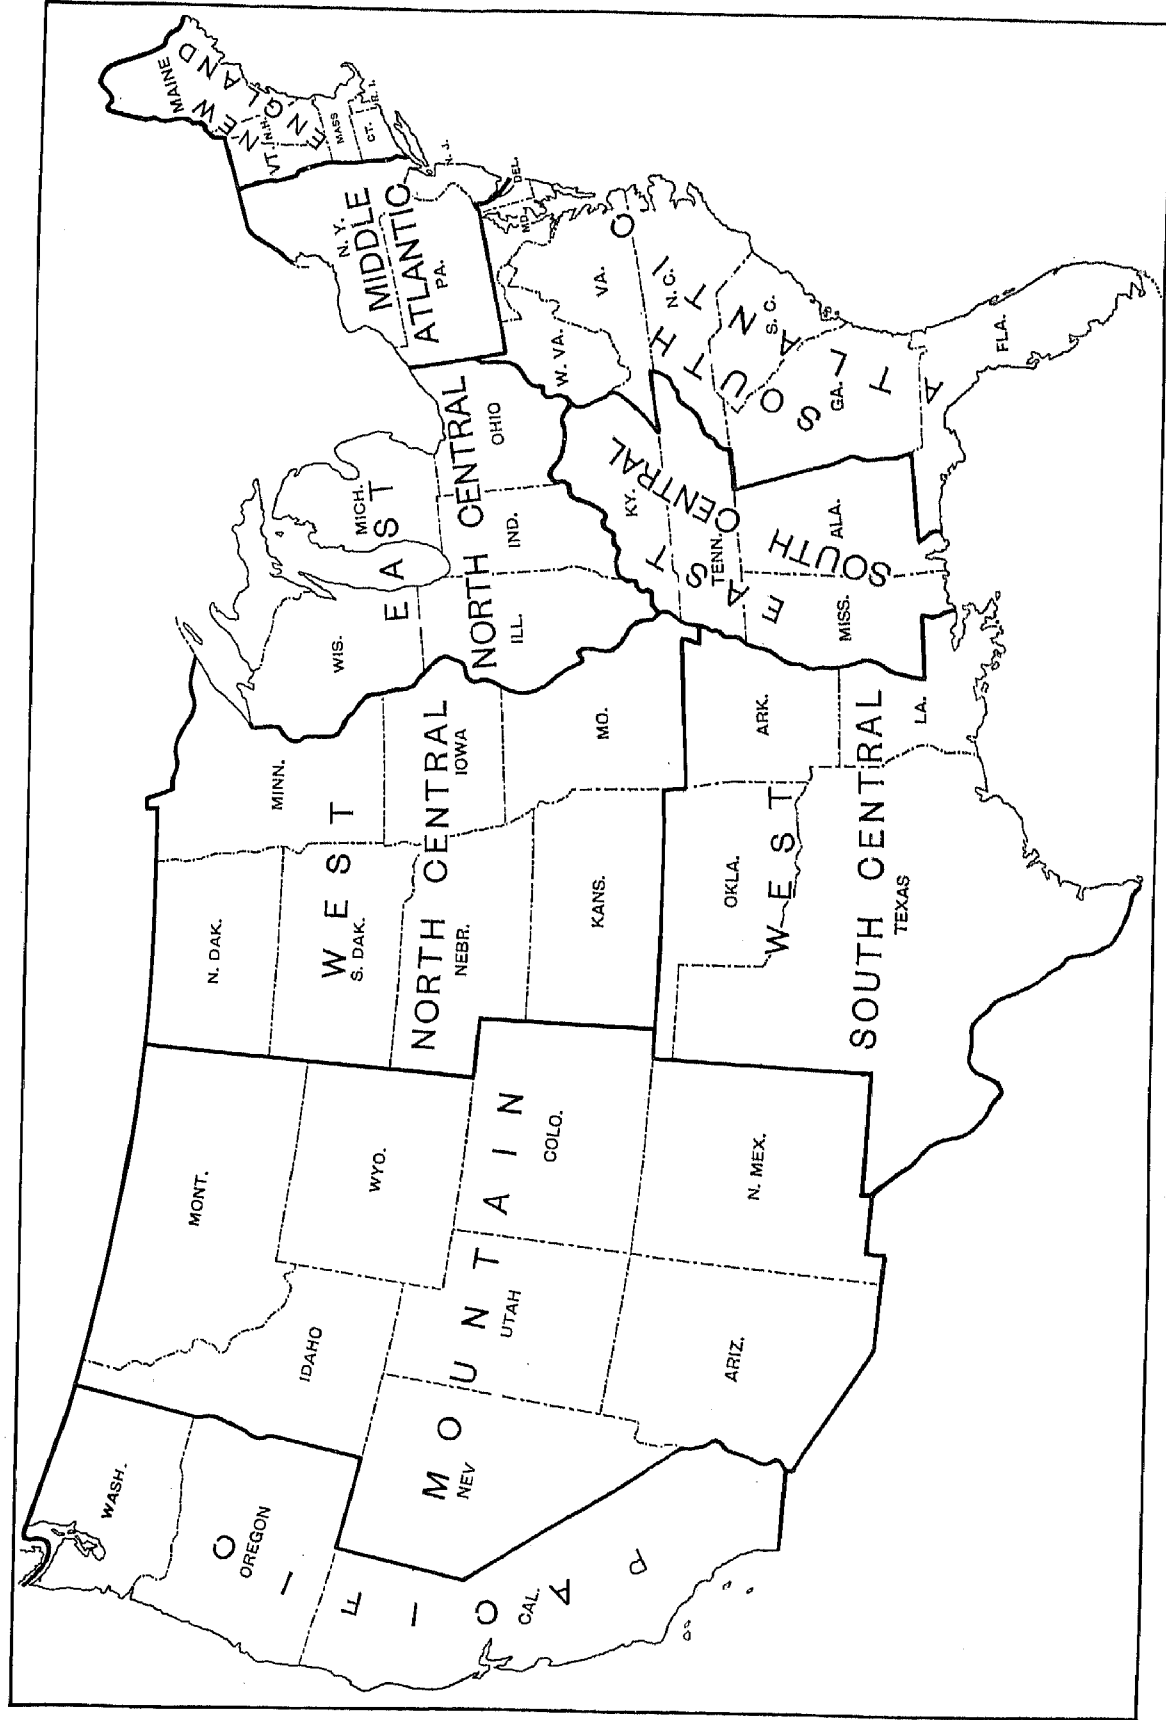 PACIFIC
WASH.
OREGON
CAL.
MOUNTAIN
MONT.
IDAHO
WYO.
NEV
UTAH
COLO.
ARIZ.
N. MEX.
WEST
NORTH CENTRAL
N. DAK.
S. DAK.
MINN.
NEBR.
IOWA
KANS.
MO.
WEST
SOUTH CENTRAL
OKLA.
ARK.
TEXAS
LA.
EAST
NORTH CENTRAL
WIS.
MICH.
ILL.
IND.
OHIO
EAST
SOUTH CENTRAL
KY.
TENN.
MISS.
ALA.
SOUTH ATLANTIC
W. VA.
VA.
MD.
DEL.
N.C.
S.C.
GA.
FLA.
MIDDLE
ATLANTIC
N. Y.
PA.
N. J.
NEW
ENGLAND
MAINE
VT.
N.H.
MASS
CT.
R. I.